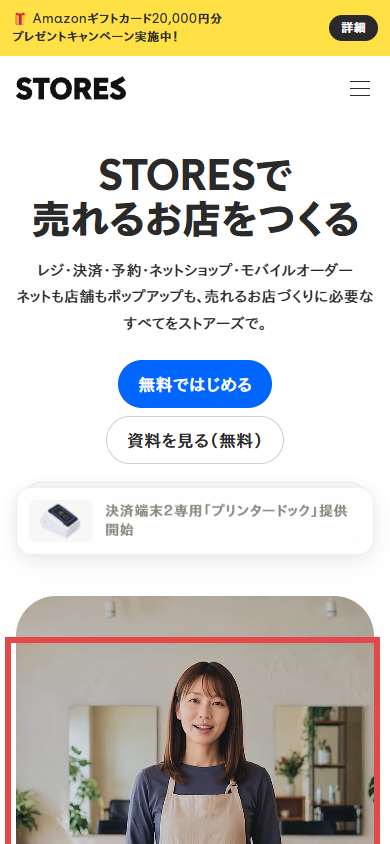 Amazonギフトカード20,000円分
プレゼントキャンペーン実施中！
詳細
STORES
STORESで
売れるお店をつくる
レジ・決済・予約・ネットショップ・モバイルオーダー
ネットも店舗もポップアップも、売れるお店づくりに必要な
すべてをストアーズで。
無料ではじめる
資料を見る（無料）
決済端末2専用「プリンタードック」提供
開始